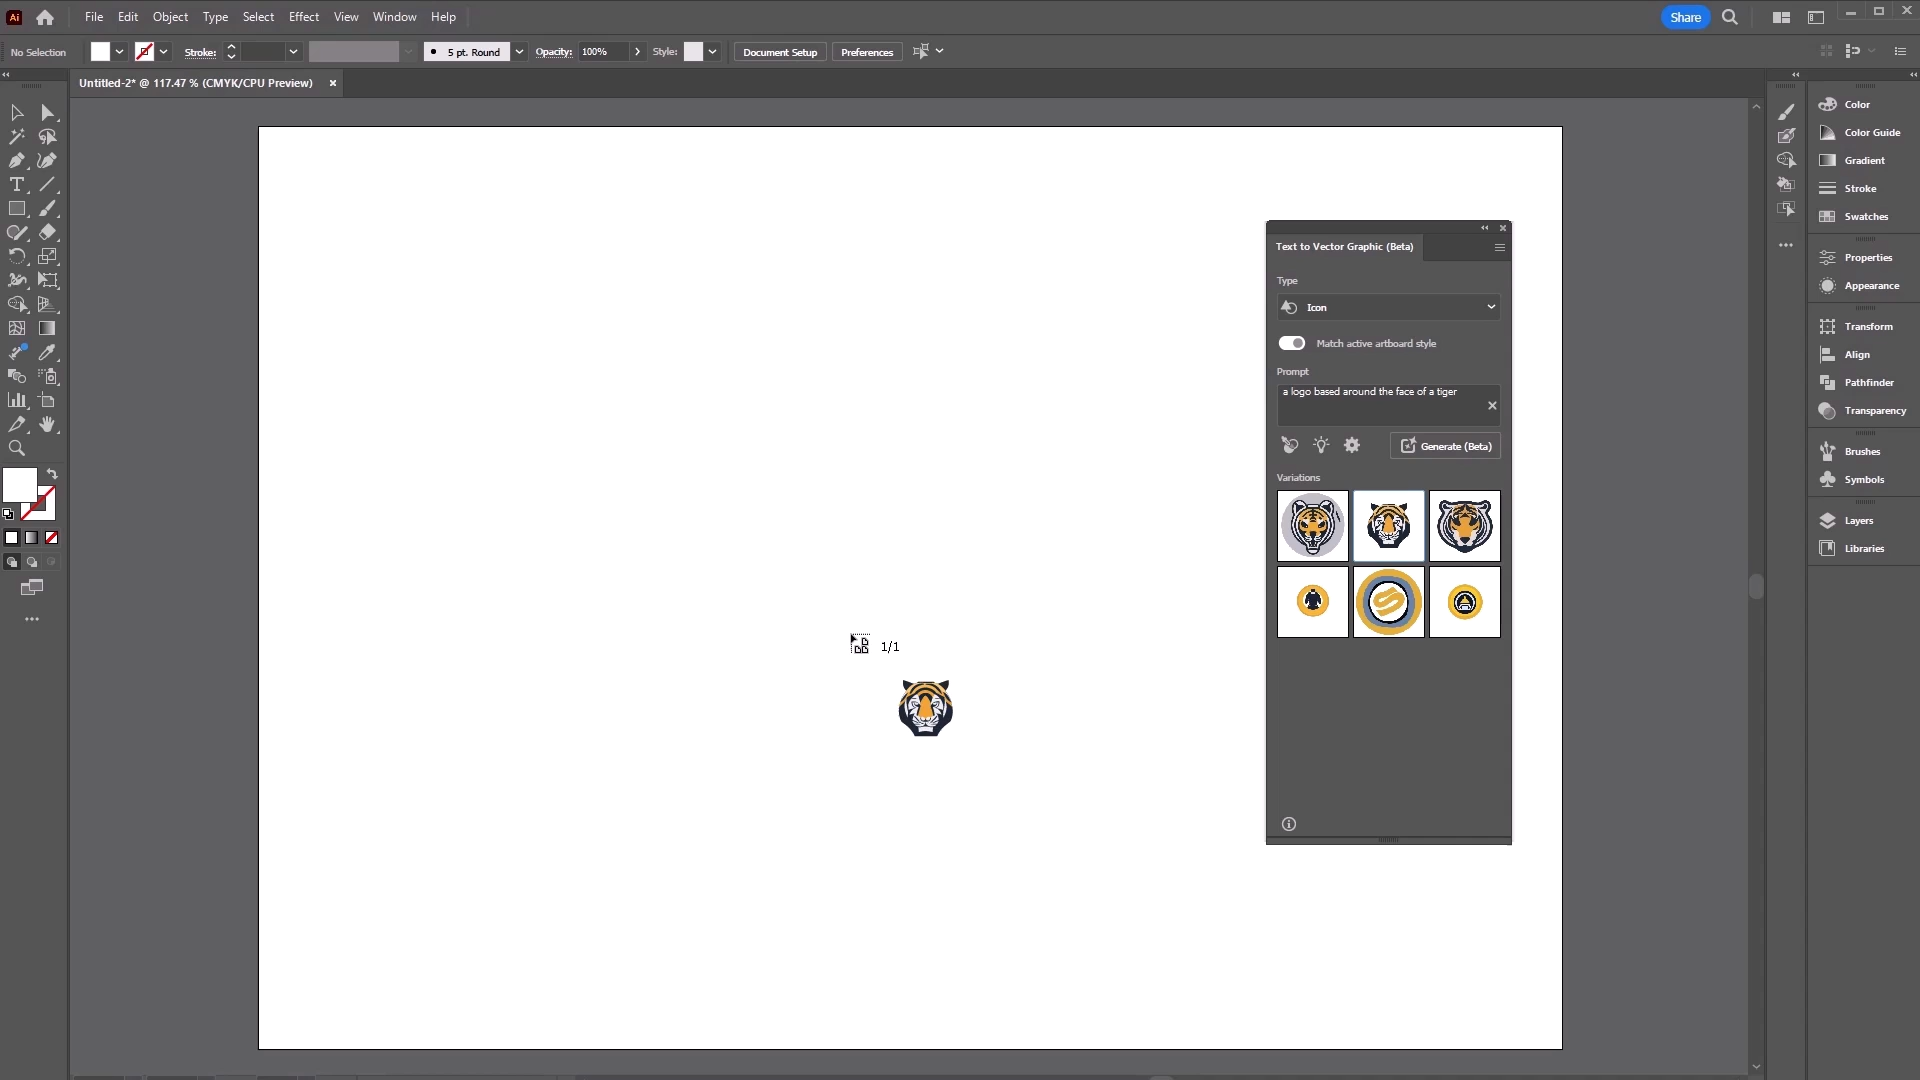 Ai File Edit Object Type Select Effect View Window Help Share
No Selection Stroke: 5 pt. Round Opacity: 100% Style: Document Setup Preferences
Untitled-2* @ 117.47 % (CMYK/CPU Preview)
Color
Color Guide
Gradient
Stroke
Swatches
Properties
Appearance
Transform
Align
Pathfinder
Transparency
Brushes
Symbols
Layers
Libraries
Text to Vector Graphic (Beta)
Type
Icon
Match active artboard style
Prompt
a logo based around the face of a tiger
Generate (Beta)
Variations
1/1